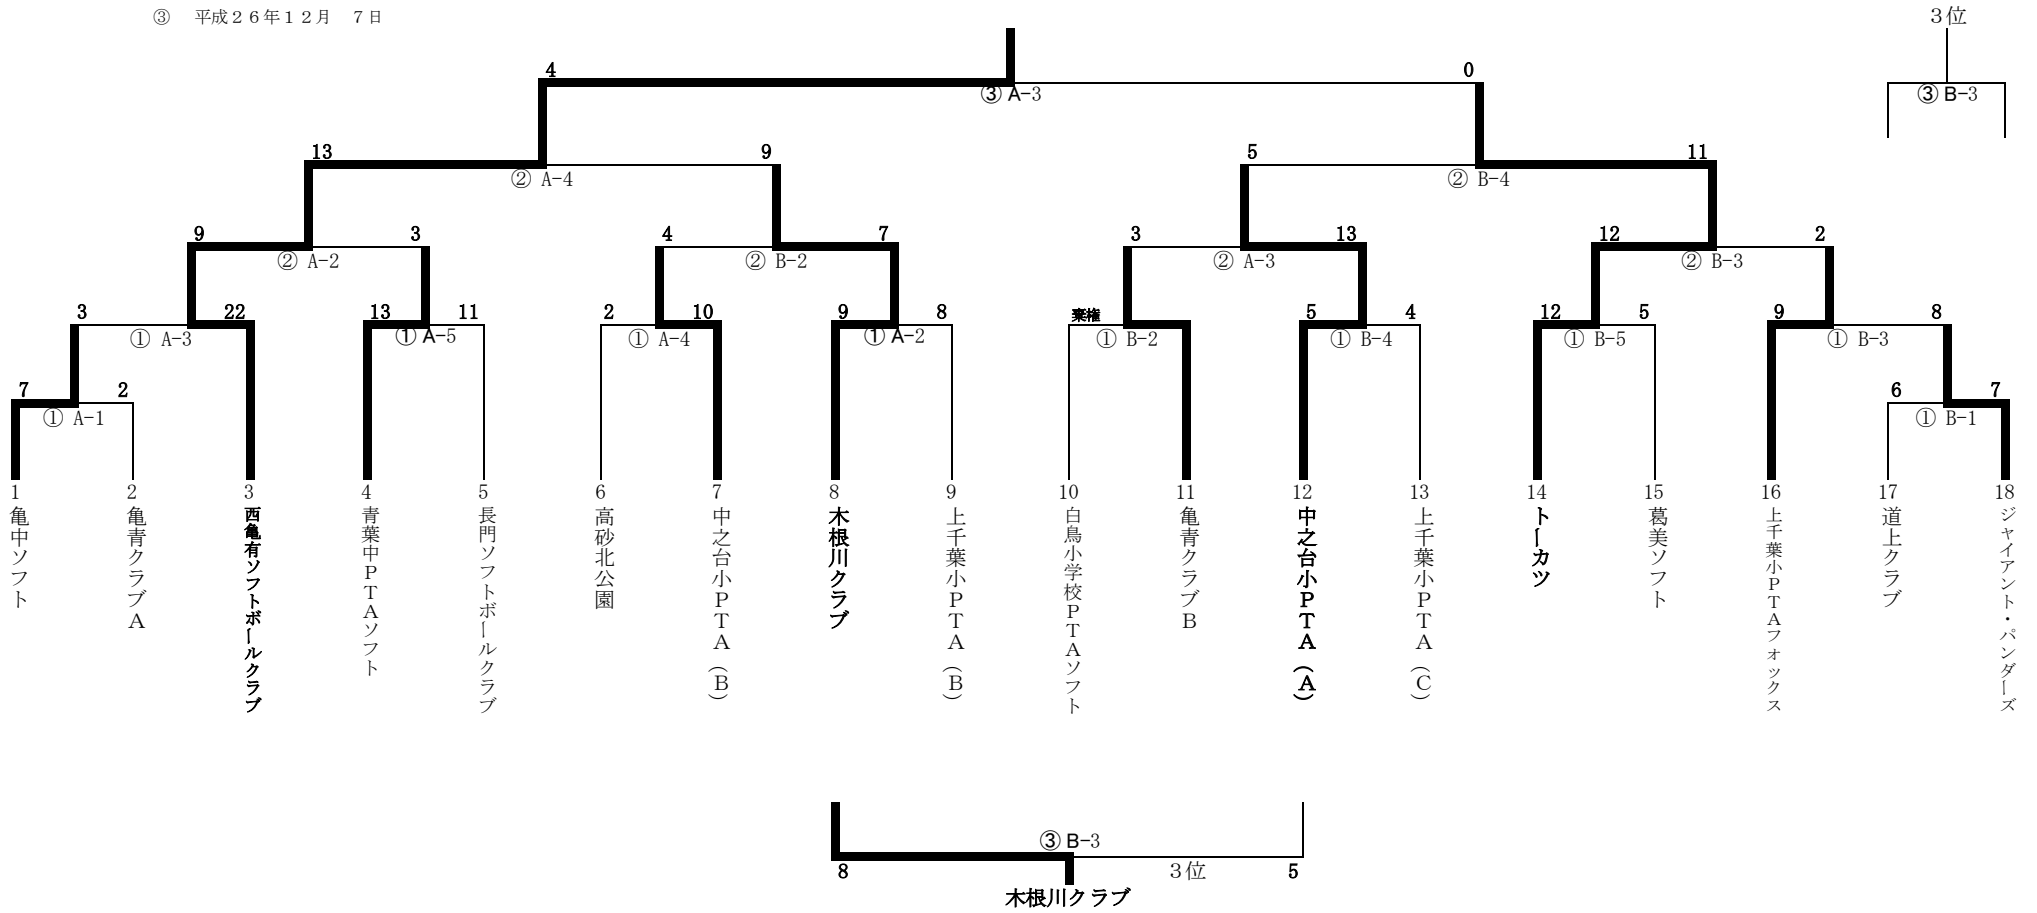 ③ 平成２６年１２月 ７日
３位
4 0
③ A-3
③ B-3
13 9 5 11
② A-4 ② B-4
9 3 4 7 3 13 12 2
② A-2 ② B-2 ② A-3 ② B-3
3 22 13 11 2 10 9 8 棄権 5 4 12 5 9 8
① A-3 ① A-5 ① A-4 ① A-2 ① B-2 ① B-4 ① B-5 ① B-3
7 2 6 7
① A-1 ① B-1
1 2 3 4 5 6 7 8 9 10 11 12 13 14 15 16 17 18
亀中ソフト
亀青クラブＡ
西亀有ソフトボールクラブ
青葉中ＰＴＡソフト
長門ソフトボールクラブ
高砂北公園
中之台小ＰＴＡ（Ｂ）
木根川クラブ
上千葉小ＰＴＡ（Ｂ）
白鳥小学校ＰＴＡソフト
亀青クラブＢ
中之台小ＰＴＡ（Ａ）
上千葉小ＰＴＡ（Ｃ）
トーカツ
葛美ソフト
上千葉小ＰＴＡフォックス
道上クラブ
ジャイアント・パンダーズ
③ B-3
8 ３位 5
木根川クラブ